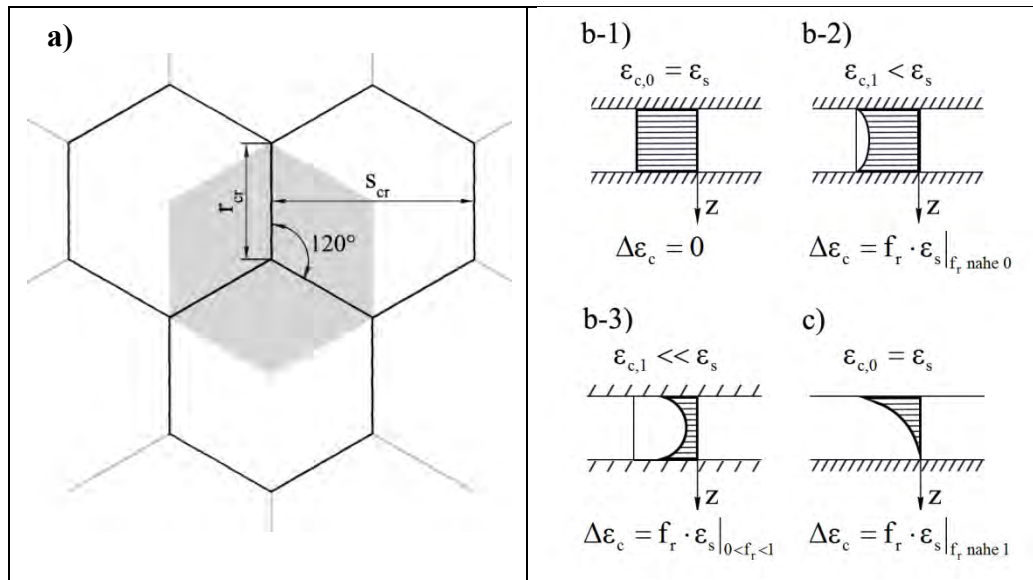 a)
r_cr
s_cr
120°
b-1)
ε_c,0 = ε_s
z
Δε_c = 0
b-2)
ε_c,1 < ε_s
z
Δε_c = f_r · ε_s|_f_r nahe 0
b-3)
ε_c,1 << ε_s
z
Δε_c = f_r · ε_s|_0<f_r<1
c)
ε_c,0 = ε_s
z
Δε_c = f_r · ε_s|_f_r nahe 1